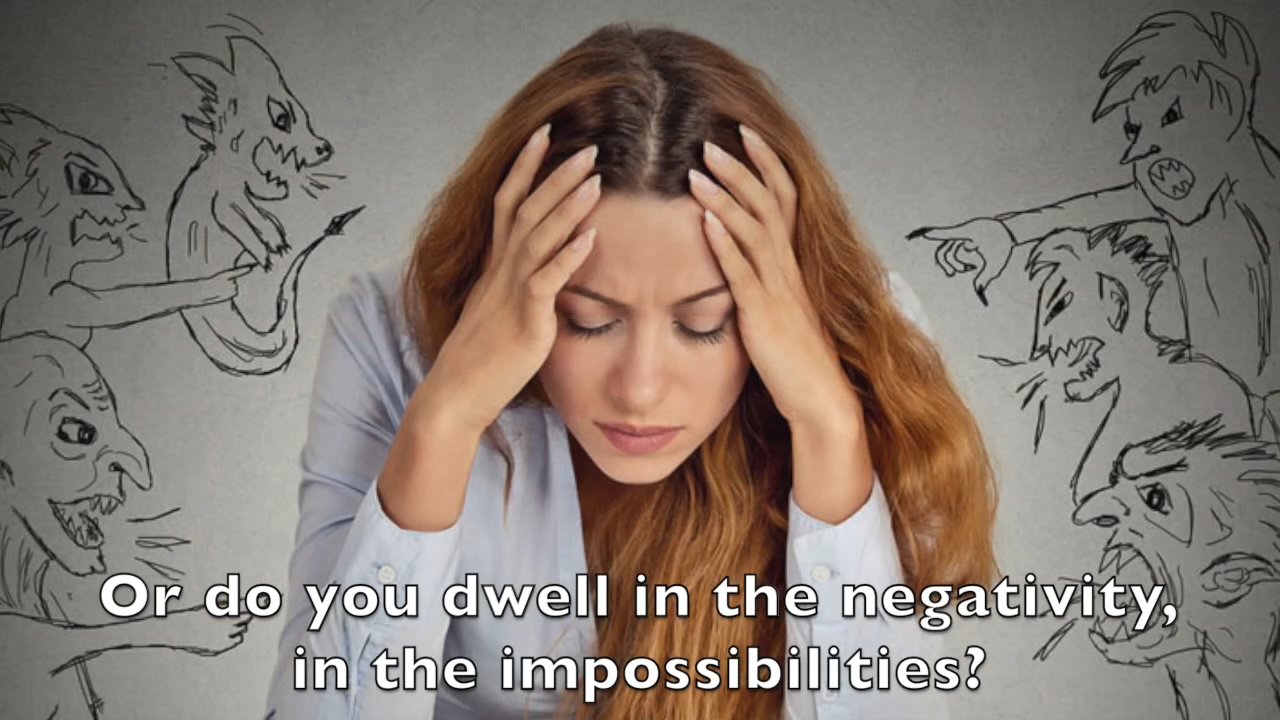 Or do you dwell in the negativity,
in the impossibilities?